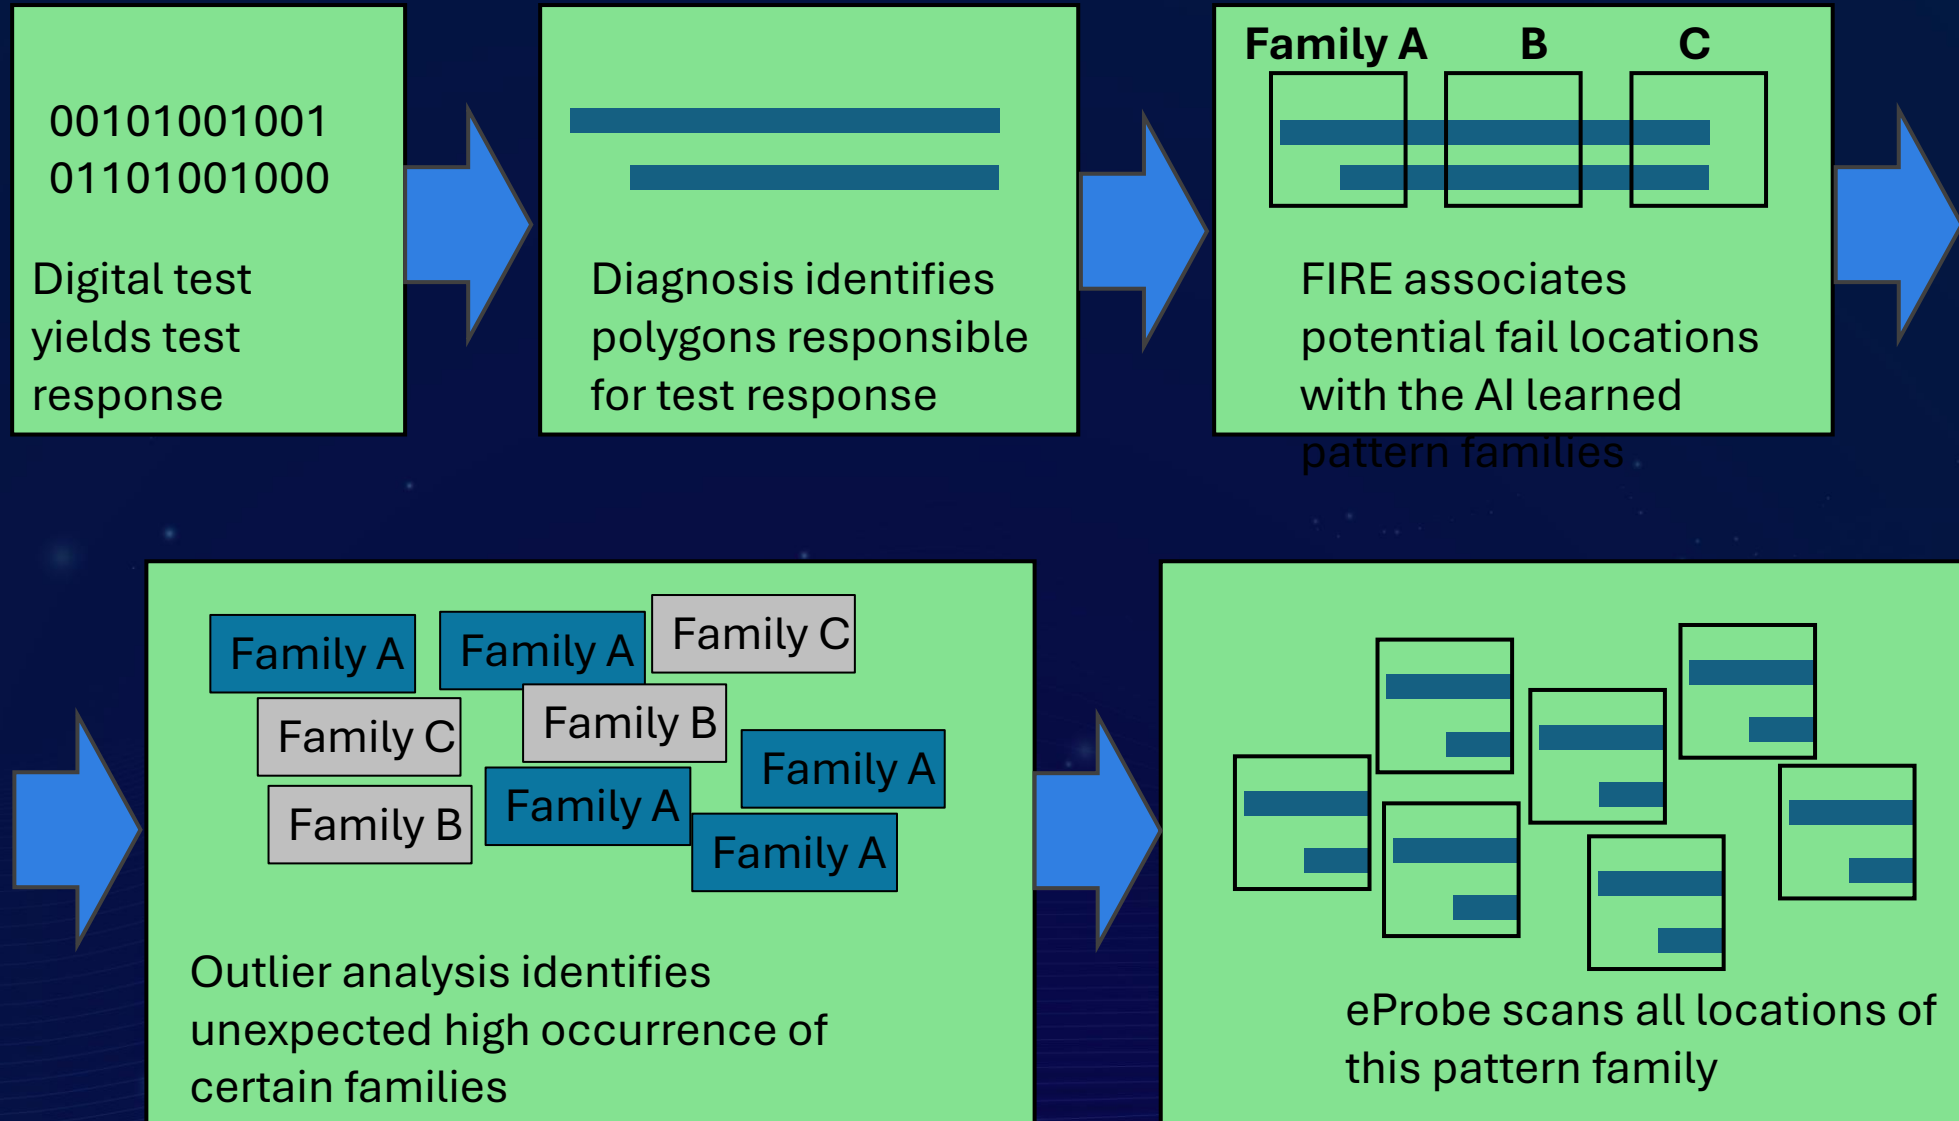 00101001001
01101001000
Digital test
yields test
response
Diagnosis identifies
polygons responsible
for test response
Family A B C
FIRE associates
potential fail locations
with the AI learned
pattern families
Family A
Family A
Family C
Family C
Family B
Family A
Family B
Family A
Family A
Outlier analysis identifies
unexpected high occurrence of
certain families
eProbe scans all locations of
this pattern family